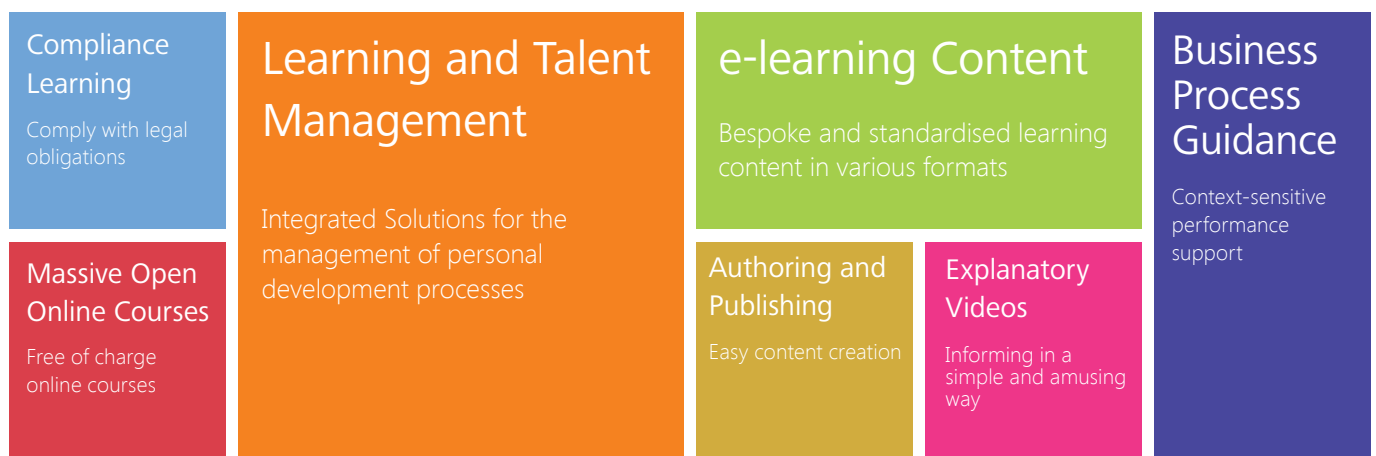 Compliance
Learning
Comply with legal
obligations
Massive Open
Online Courses
Free of charge
online courses
Learning and Talent
Management
Integrated Solutions for the
management of personal
development processes
e-learning Content
Bespoke and standardised learning
content in various formats
Authoring and
Publishing
Easy content creation
Explanatory
Videos
Informing in a
simple and amusing
way
Business
Process
Guidance
Context-sensitive
performance
support